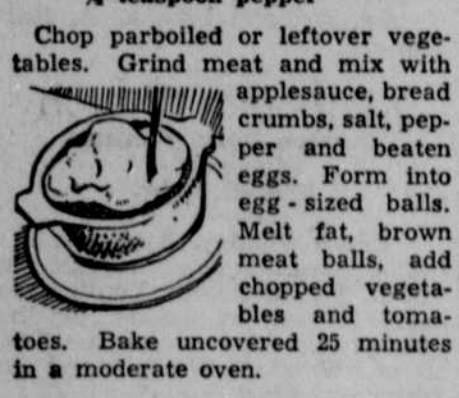 teaspoon pepper
Chop parboiled or leftover vege-
tables. Grind meat and mix with
applesauce, bread
crumbs, salt, pep-
per and beaten
eggs. Form into
egg - sized balls.
Melt fat, brown
meat balls, add
chopped vegeta-
bles and toma-
toes. Bake uncovered 25 minutes
in a moderate oven.